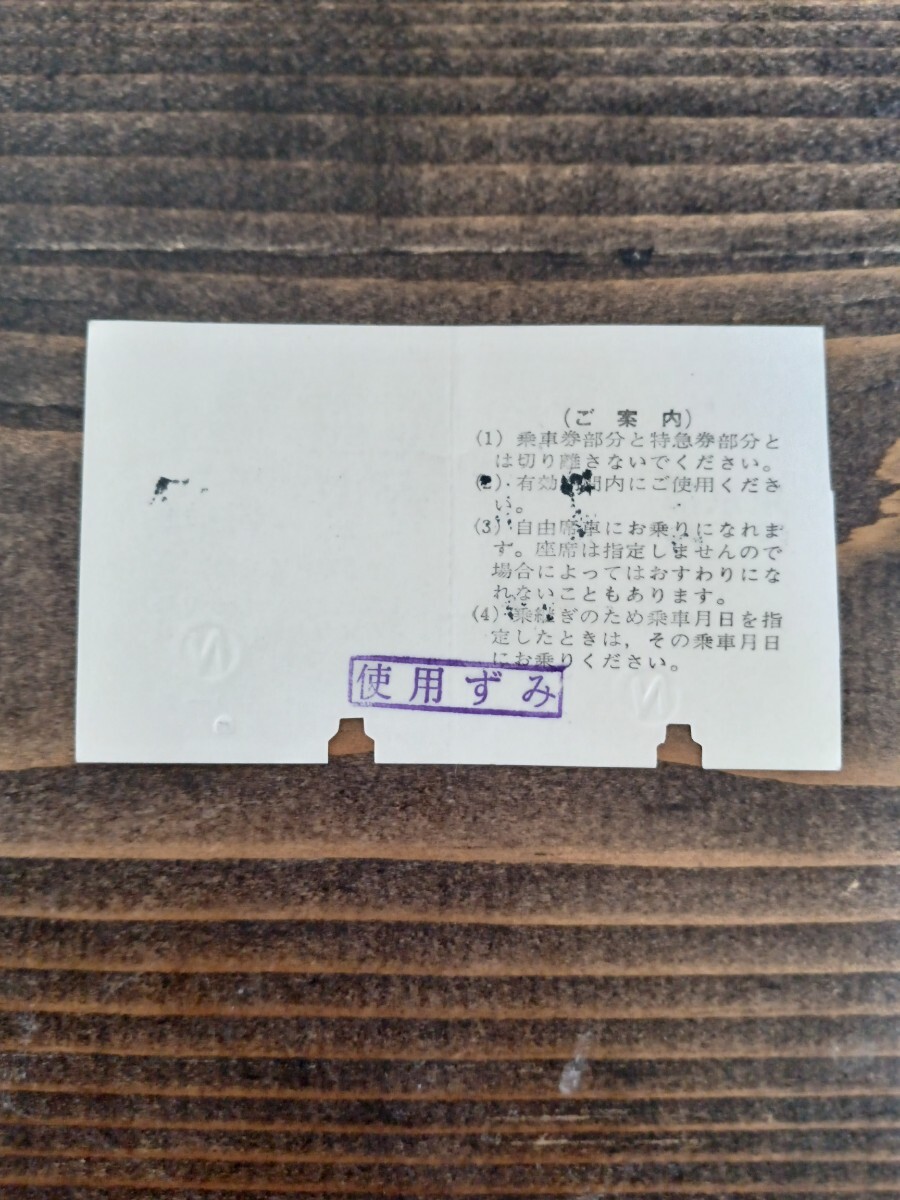 (ご案内)
(1) 乗車券部分と特急券部分と
は切り離さないでください。
(2) 有効期間内にご使用くださ
い。
(3) 自由席車にお乗りになれま
す。座席は指定しませんので
場合によってはおすわりにな
れないこともあります。
(4) 乗継ぎのため乗車月日を指
定したときは，その乗車月日
にお乗りください。
使用ずみ
N
N